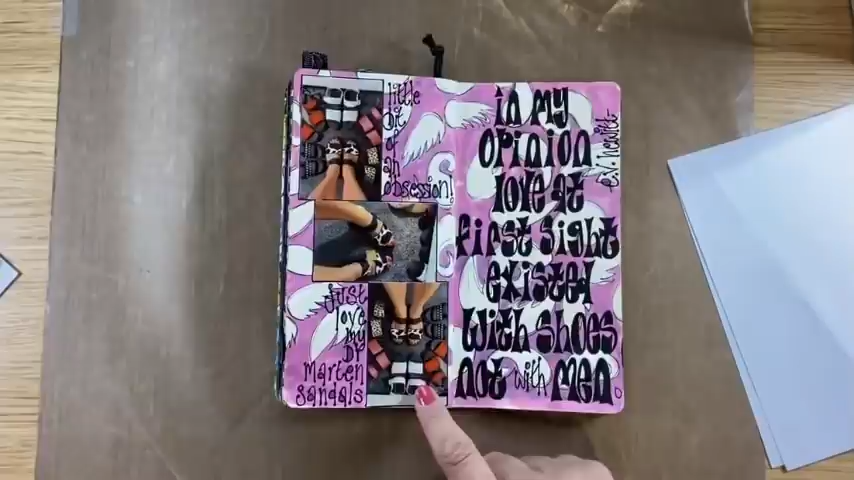 little
bit
of
an
obsession!
Just
love
my
Dr
marten
sandals
in my
opinion
love at
first sight
existed
with shoes
not with men